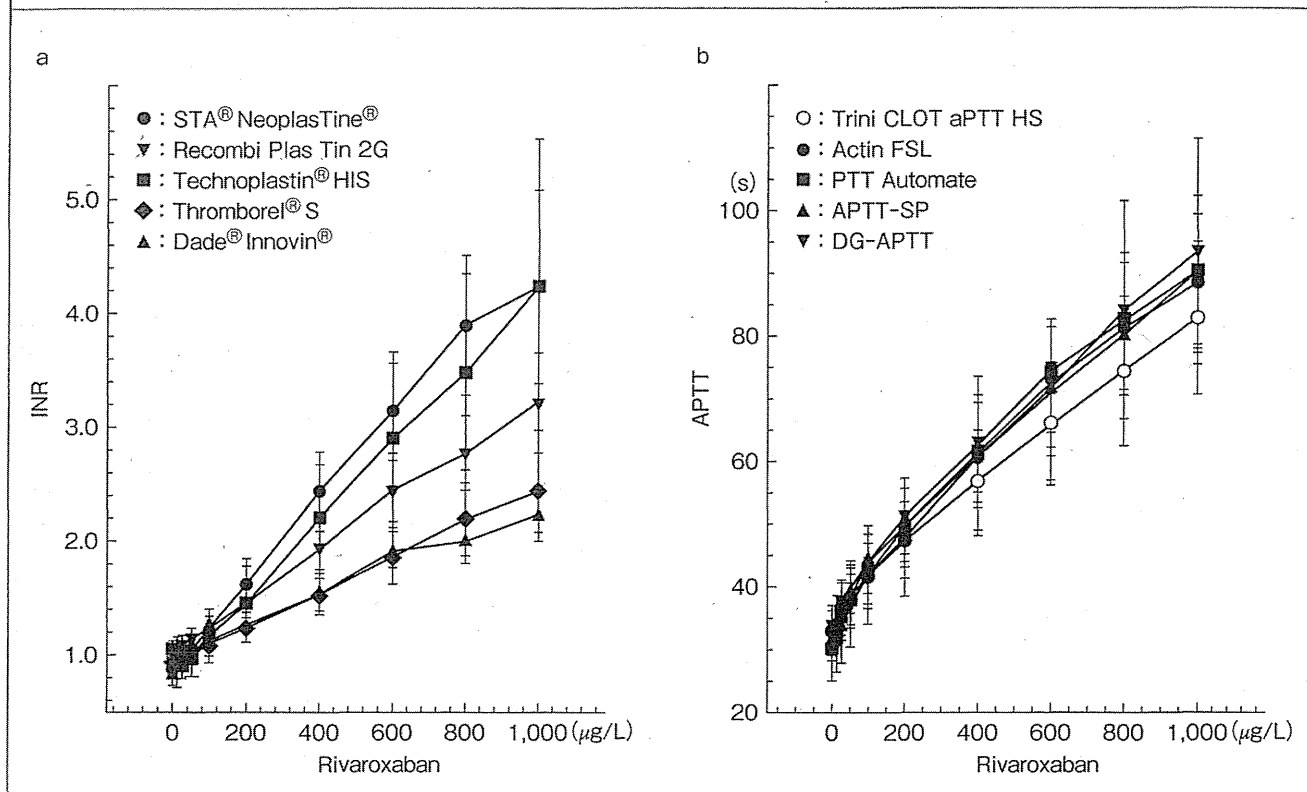 a
STA® NeoplasTine®
Recombi Plas Tin 2G
Technoplastin® HIS
Thromborel® S
Dade® Innovin®
INR
5.0
4.0
3.0
2.0
1.0
0 200 400 600 800 1,000 (μg/L)
Rivaroxaban
b
: Trini CLOT aPTT HS
: Actin FSL
: PTT Automate
: APTT-SP
: DG-APTT
(s)
APTT
100
80
60
40
20
0 200 400 600 800 1,000 (μg/L)
Rivaroxaban